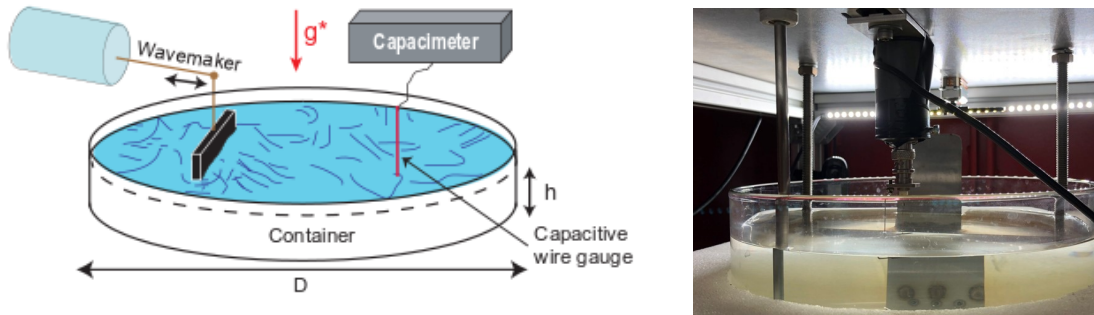 g*
Capacimeter
Wavemaker
h
Container
Capacitive
wire gauge
D